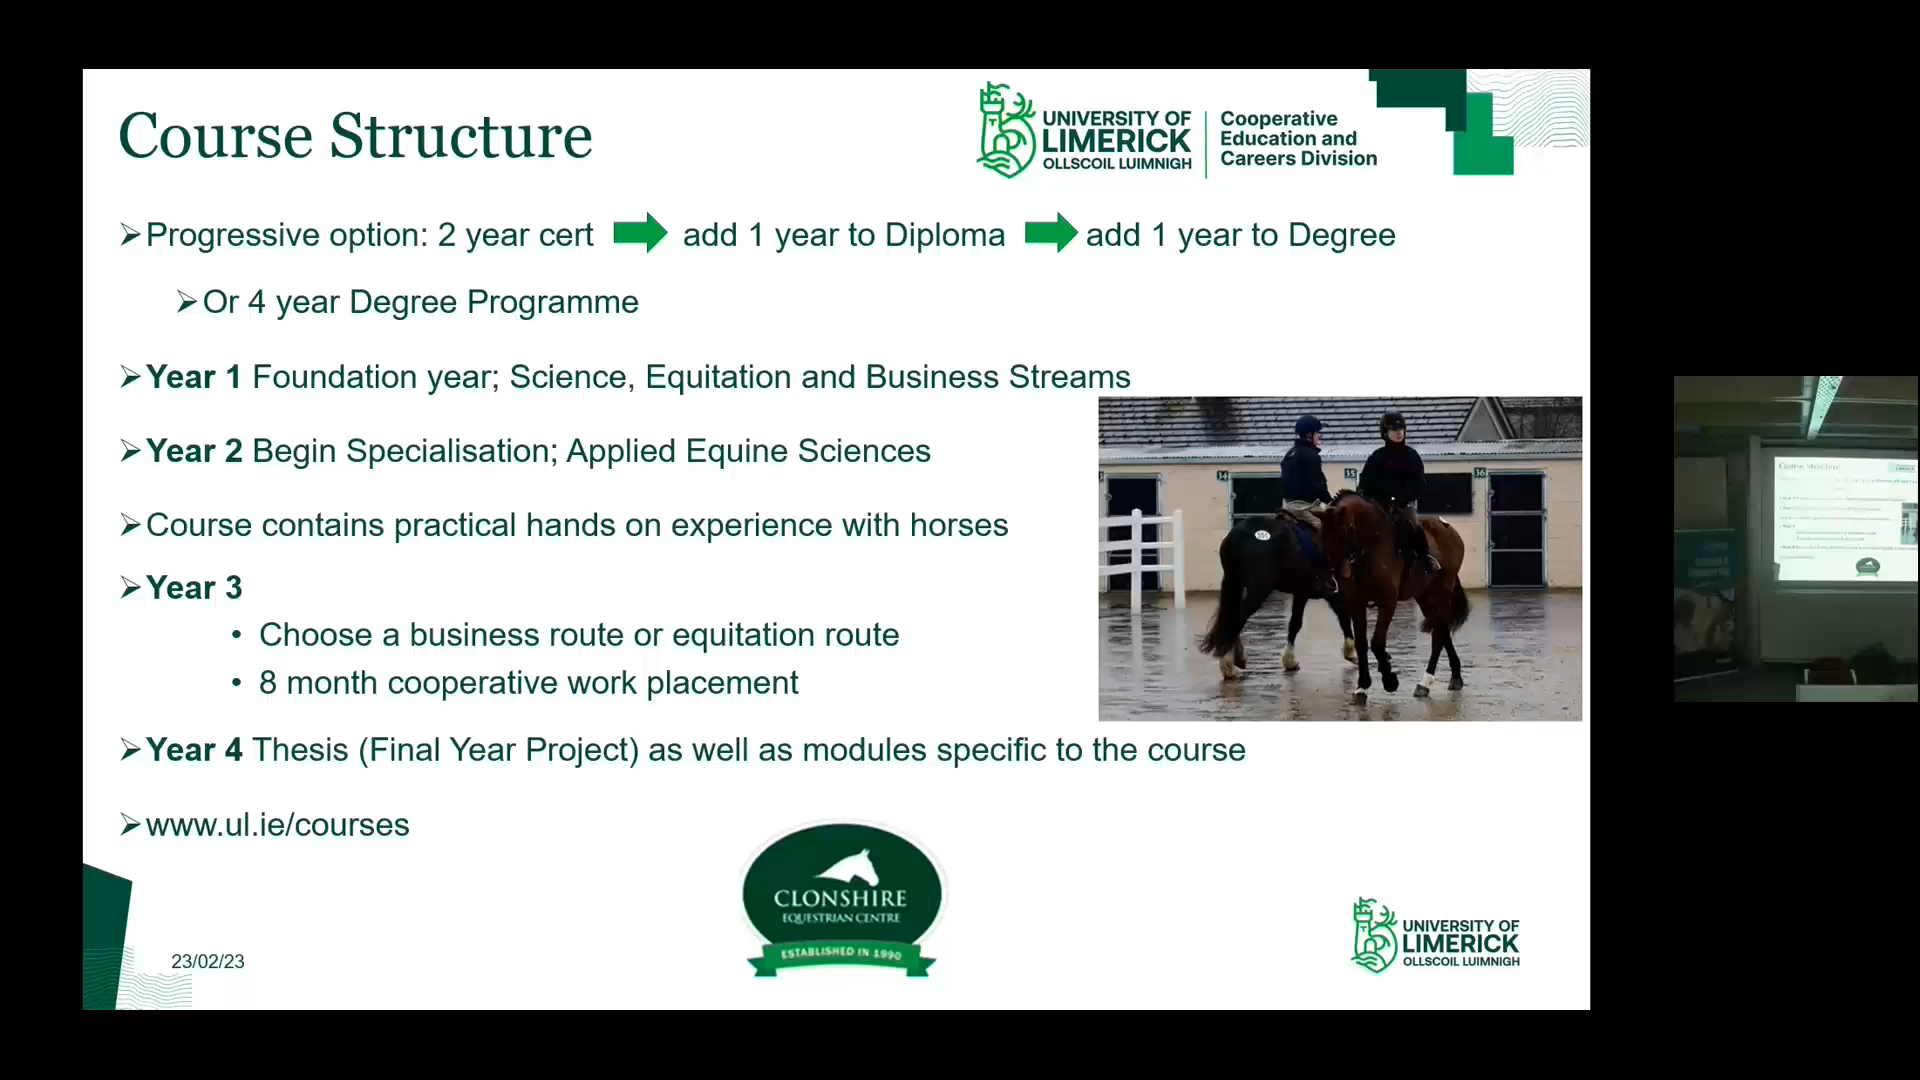 Course Structure
UNIVERSITY OF
LIMERICK
OLLSCOIL LUIMNIGH
Cooperative
Education and
Careers Division
Progressive option: 2 year cert add 1 year to Diploma add 1 year to Degree
Or 4 year Degree Programme
Year 1 Foundation year; Science, Equitation and Business Streams
Year 2 Begin Specialisation; Applied Equine Sciences
Course contains practical hands on experience with horses
Year 3
• Choose a business route or equitation route
• 8 month cooperative work placement
Year 4 Thesis (Final Year Project) as well as modules specific to the course
www.ul.ie/courses
34
35
36
CLONSHIRE
EQUESTRIAN CENTRE
ESTABLISHED IN 1990
23/02/23
UNIVERSITY OF
LIMERICK
OLLSCOIL LUIMNIGH
Course Structure